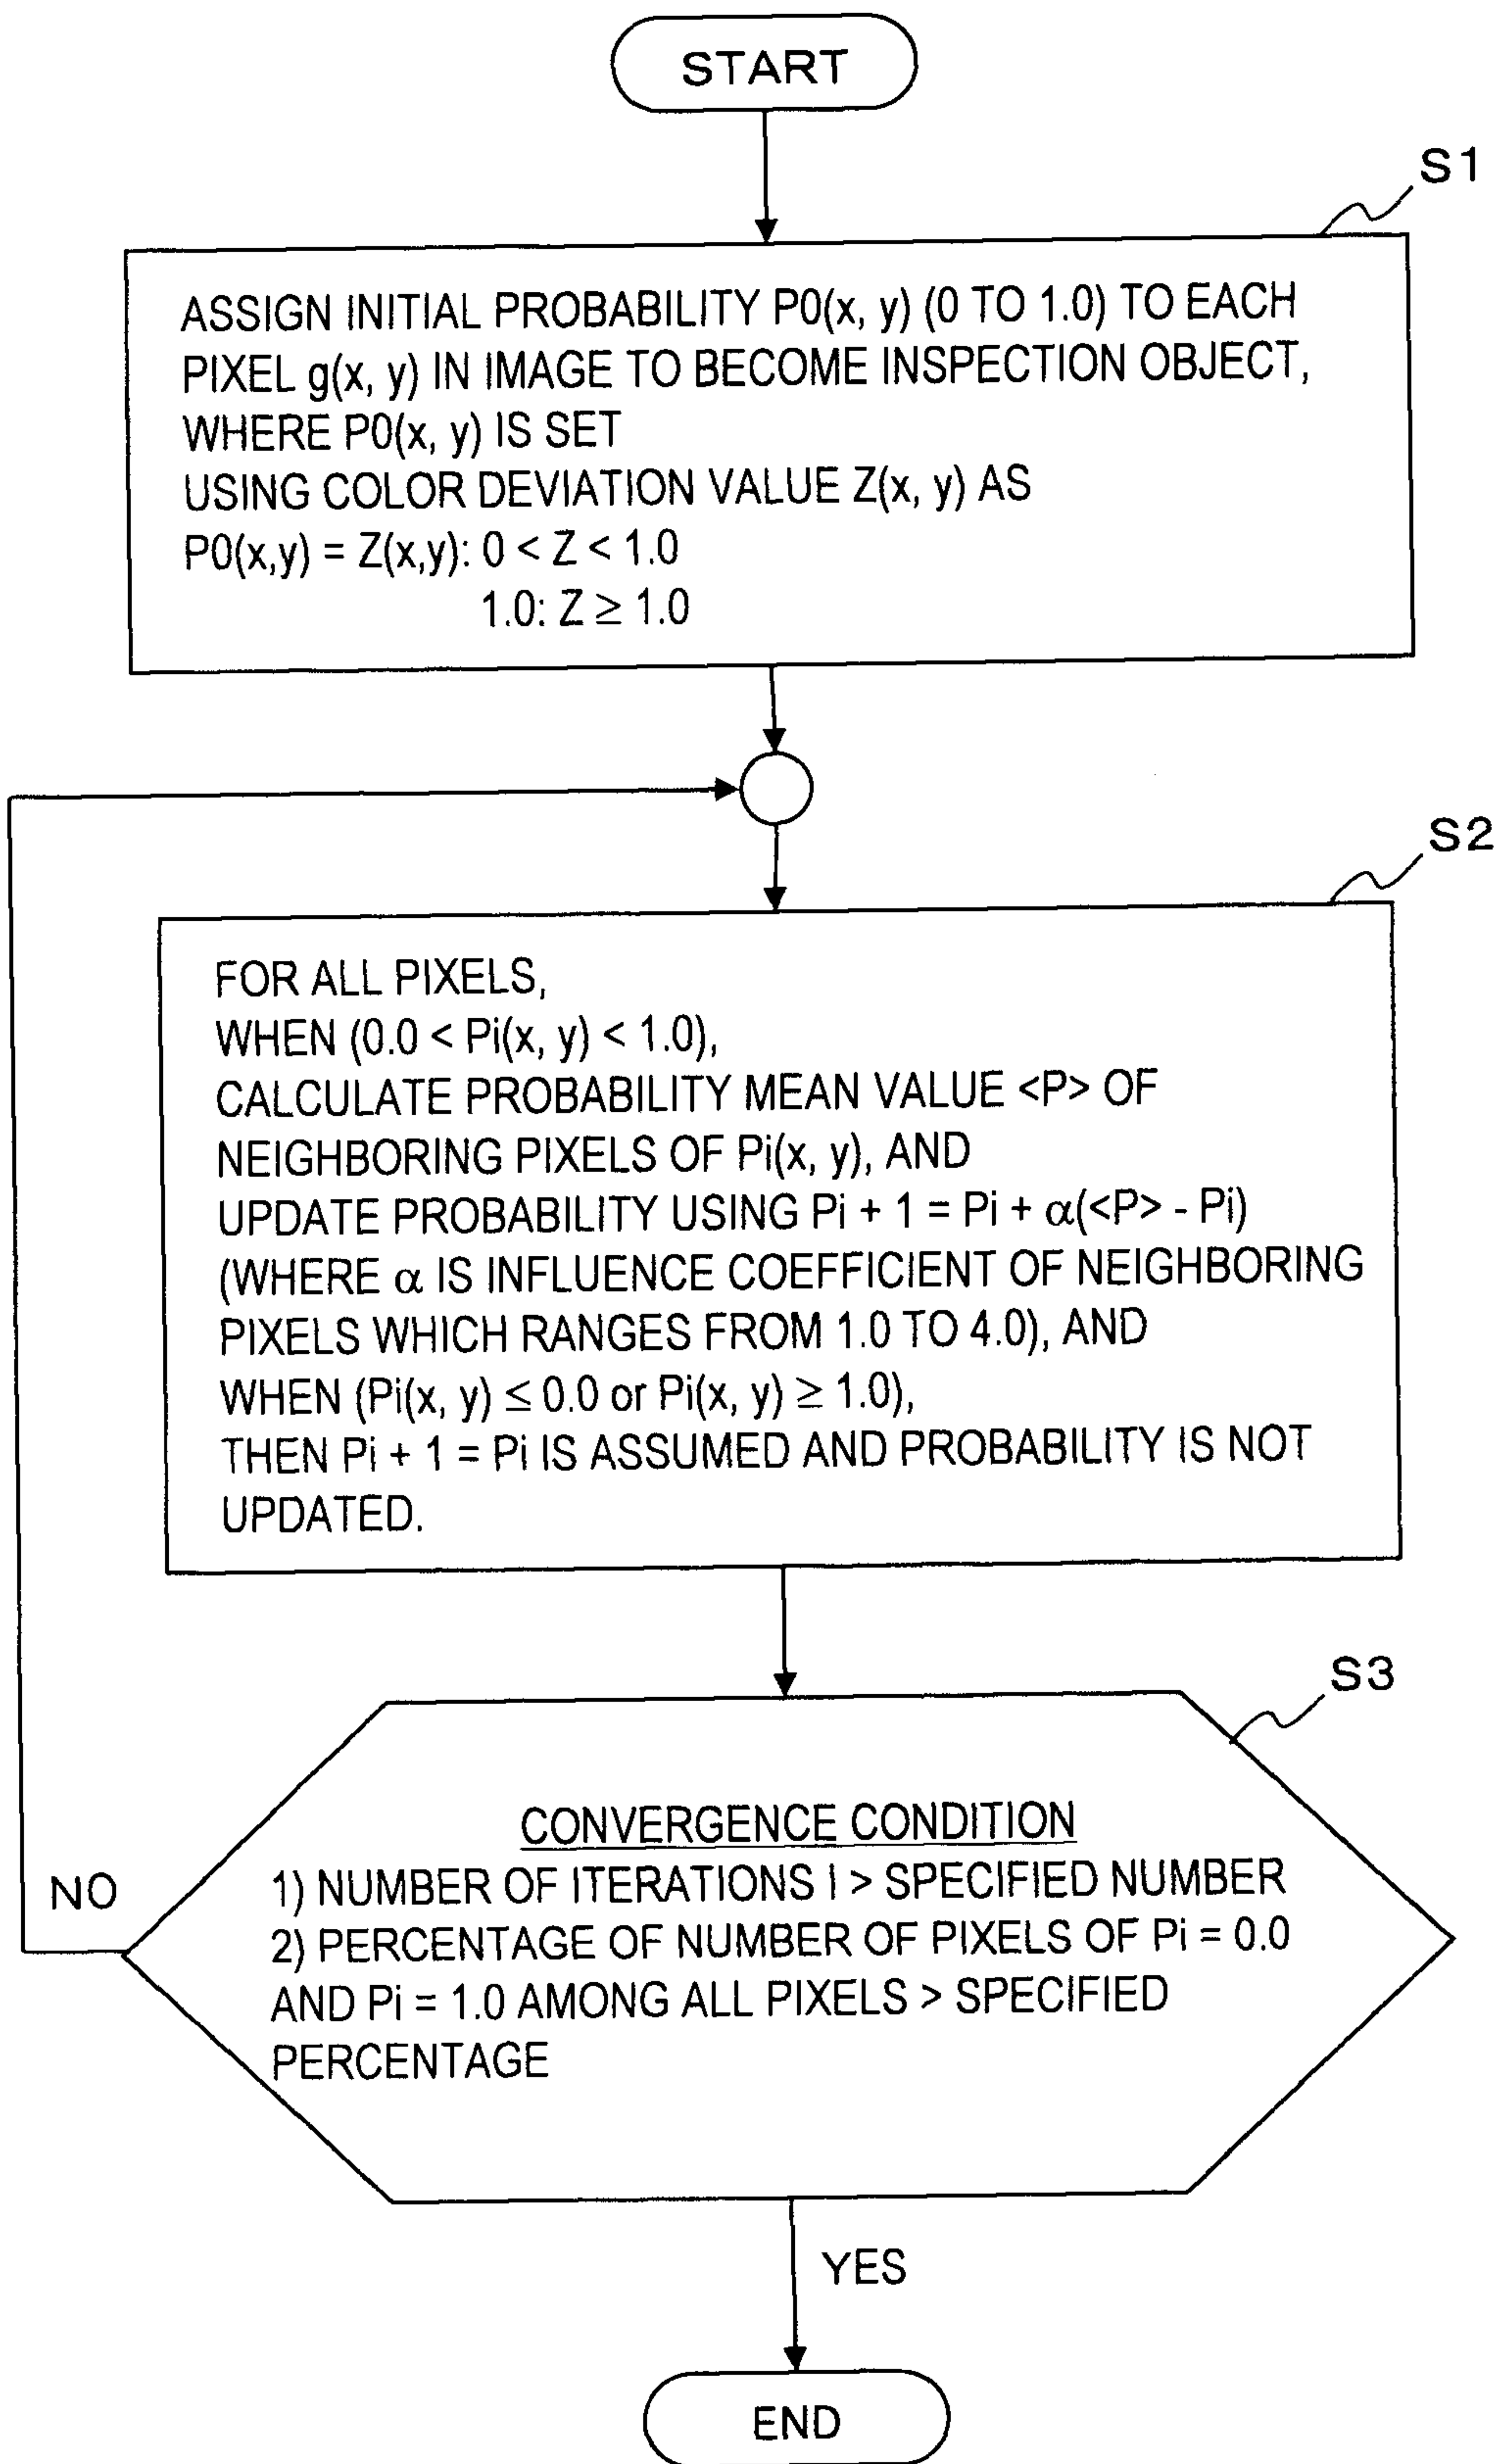 START
S1
ASSIGN INITIAL PROBABILITY P0(x, y) (0 TO 1.0) TO EACH
PIXEL g(x, y) IN IMAGE TO BECOME INSPECTION OBJECT,
WHERE P0(x, y) IS SET
USING COLOR DEVIATION VALUE Z(x, y) AS
P0(x,y) = Z(x,y): 0 < Z < 1.0
1.0: Z ≥ 1.0
S2
FOR ALL PIXELS,
WHEN (0.0 < Pi(x, y) < 1.0),
CALCULATE PROBABILITY MEAN VALUE <P> OF
NEIGHBORING PIXELS OF Pi(x, y), AND
UPDATE PROBABILITY USING Pi + 1 = Pi + α(<P> - Pi)
(WHERE α IS INFLUENCE COEFFICIENT OF NEIGHBORING
PIXELS WHICH RANGES FROM 1.0 TO 4.0), AND
WHEN (Pi(x, y) ≤ 0.0 or Pi(x, y) ≥ 1.0),
THEN Pi + 1 = Pi IS ASSUMED AND PROBABILITY IS NOT
UPDATED.
S3
CONVERGENCE CONDITION
1) NUMBER OF ITERATIONS I > SPECIFIED NUMBER
2) PERCENTAGE OF NUMBER OF PIXELS OF Pi = 0.0
AND Pi = 1.0 AMONG ALL PIXELS > SPECIFIED
PERCENTAGE
NO
YES
END